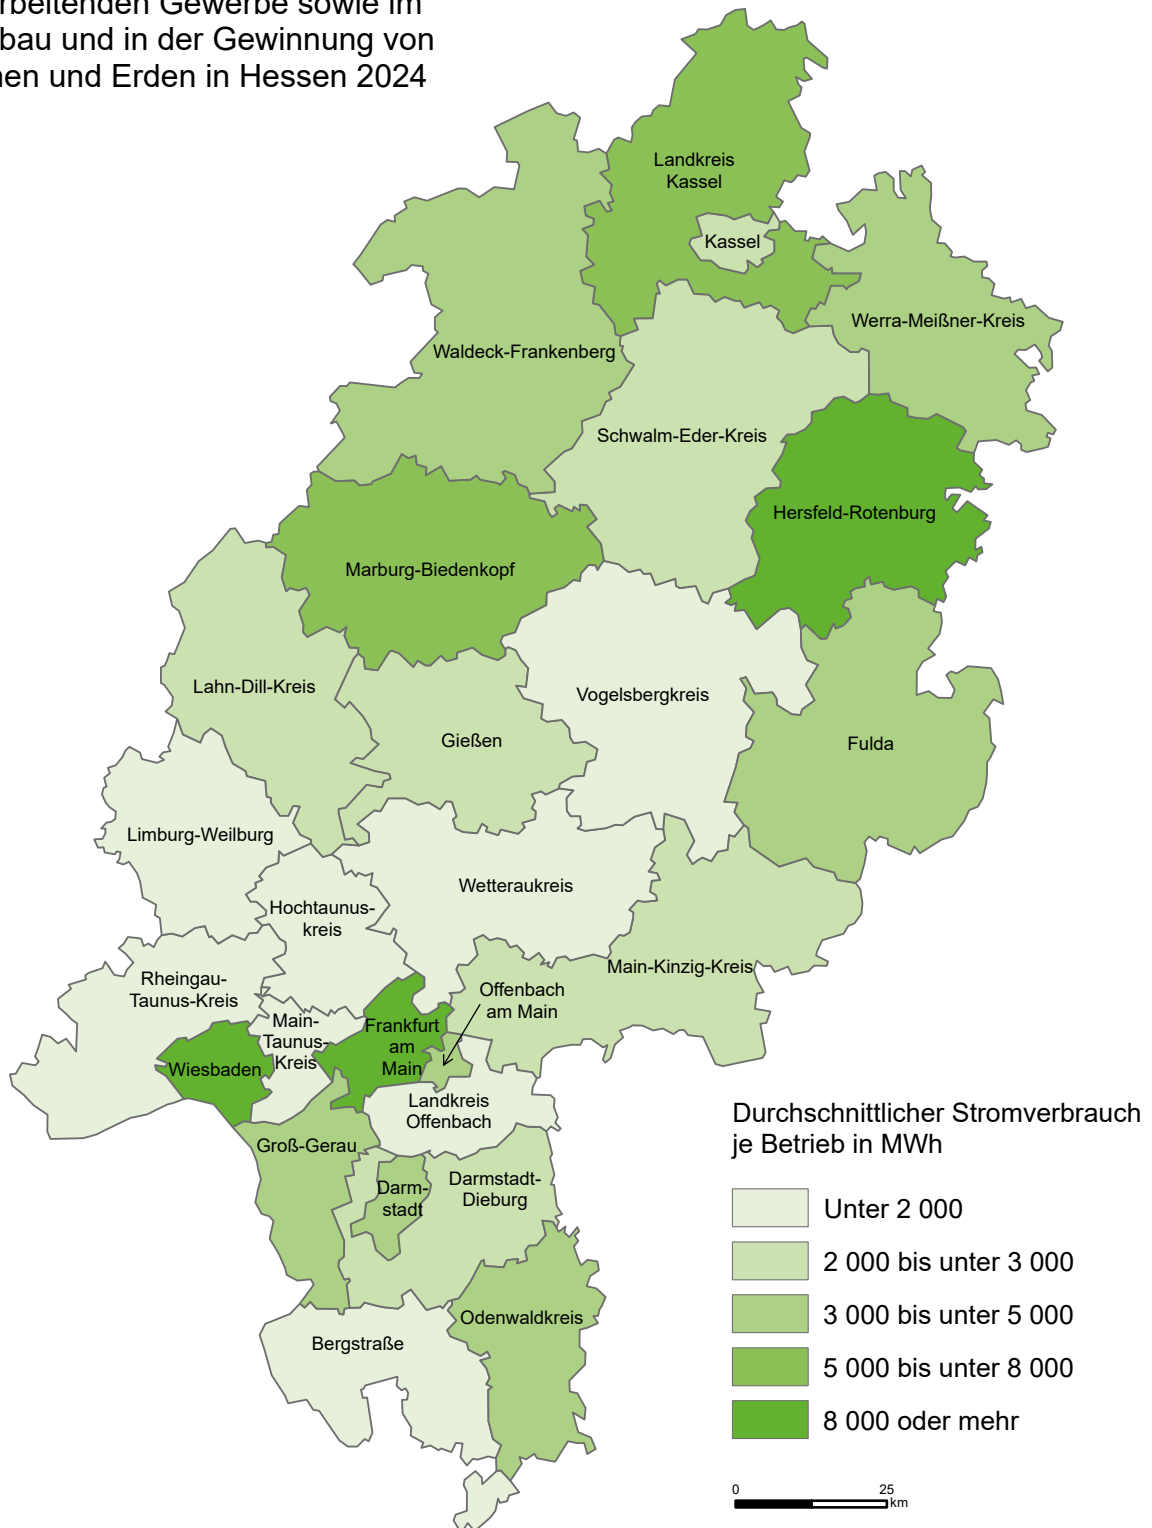 rbeitenden Gewerbe sowie im
bau und in der Gewinnung von
en und Erden in Hessen 2024
Landkreis
Kassel
Kassel
Werra-Meißner-Kreis
Waldeck-Frankenberg
Schwalm-Eder-Kreis
Hersfeld-Rotenburg
Marburg-Biedenkopf
Lahn-Dill-Kreis
Vogelsbergkreis
Gießen
Fulda
Limburg-Weilburg
Wetteraukreis
Hochtaunus-
kreis
Main-Kinzig-Kreis
Rheingau-
Taunus-Kreis
Offenbach
am Main
Main-
Taunus-
Kreis
Frankfurt
am
Main
Wiesbaden
Landkreis
Offenbach
Groß-Gerau
Darm-
stadt
Darmstadt-
Dieburg
Odenwaldkreis
Bergstraße
Durchschnittlicher Stromverbrauch
je Betrieb in MWh
Unter 2 000
2 000 bis unter 3 000
3 000 bis unter 5 000
5 000 bis unter 8 000
8 000 oder mehr
0 25
km